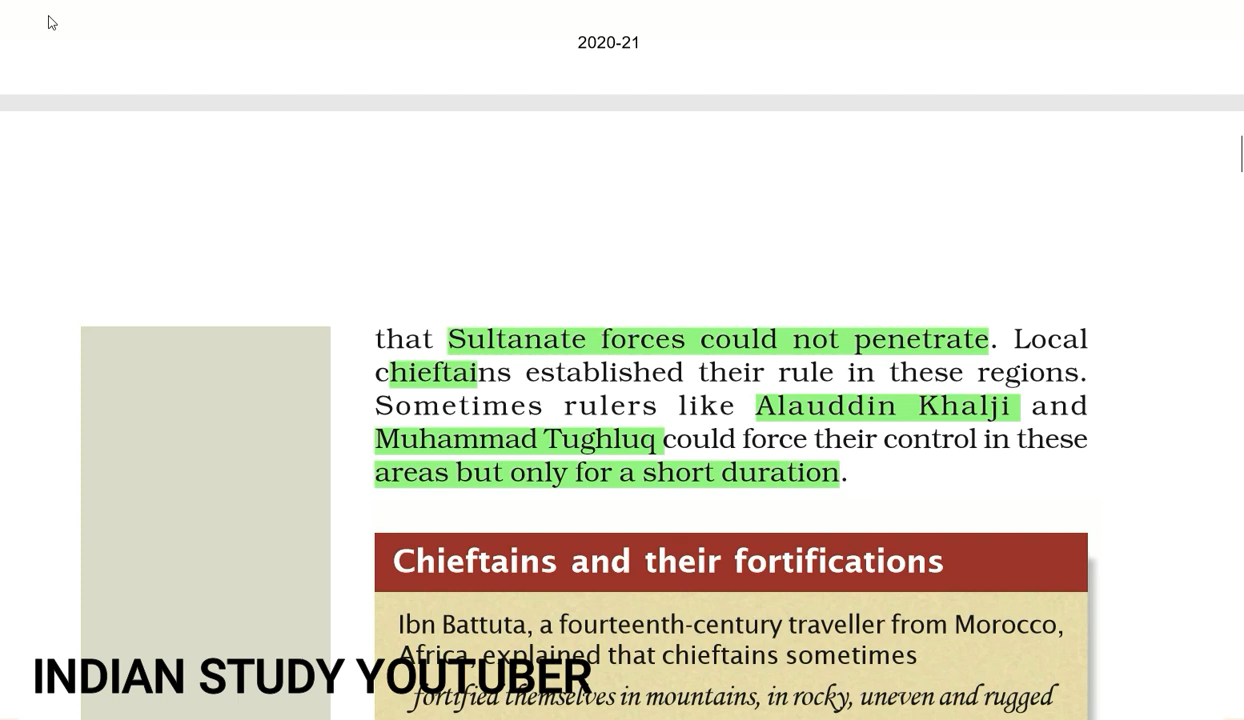 2020-21
that Sultanate forces could not penetrate. Local
chieftains established their rule in these regions.
Sometimes rulers like Alauddin Khalji and
Muhammad Tughluq could force their control in these
areas but only for a short duration.
Chieftains and their fortifications
Ibn Battuta, a fourteenth-century traveller from Morocco,
Africa, explained that chieftains sometimes
INDIAN STUDY YOUTUBER
fortified themselves in mountains, in rocky, uneven and rugged